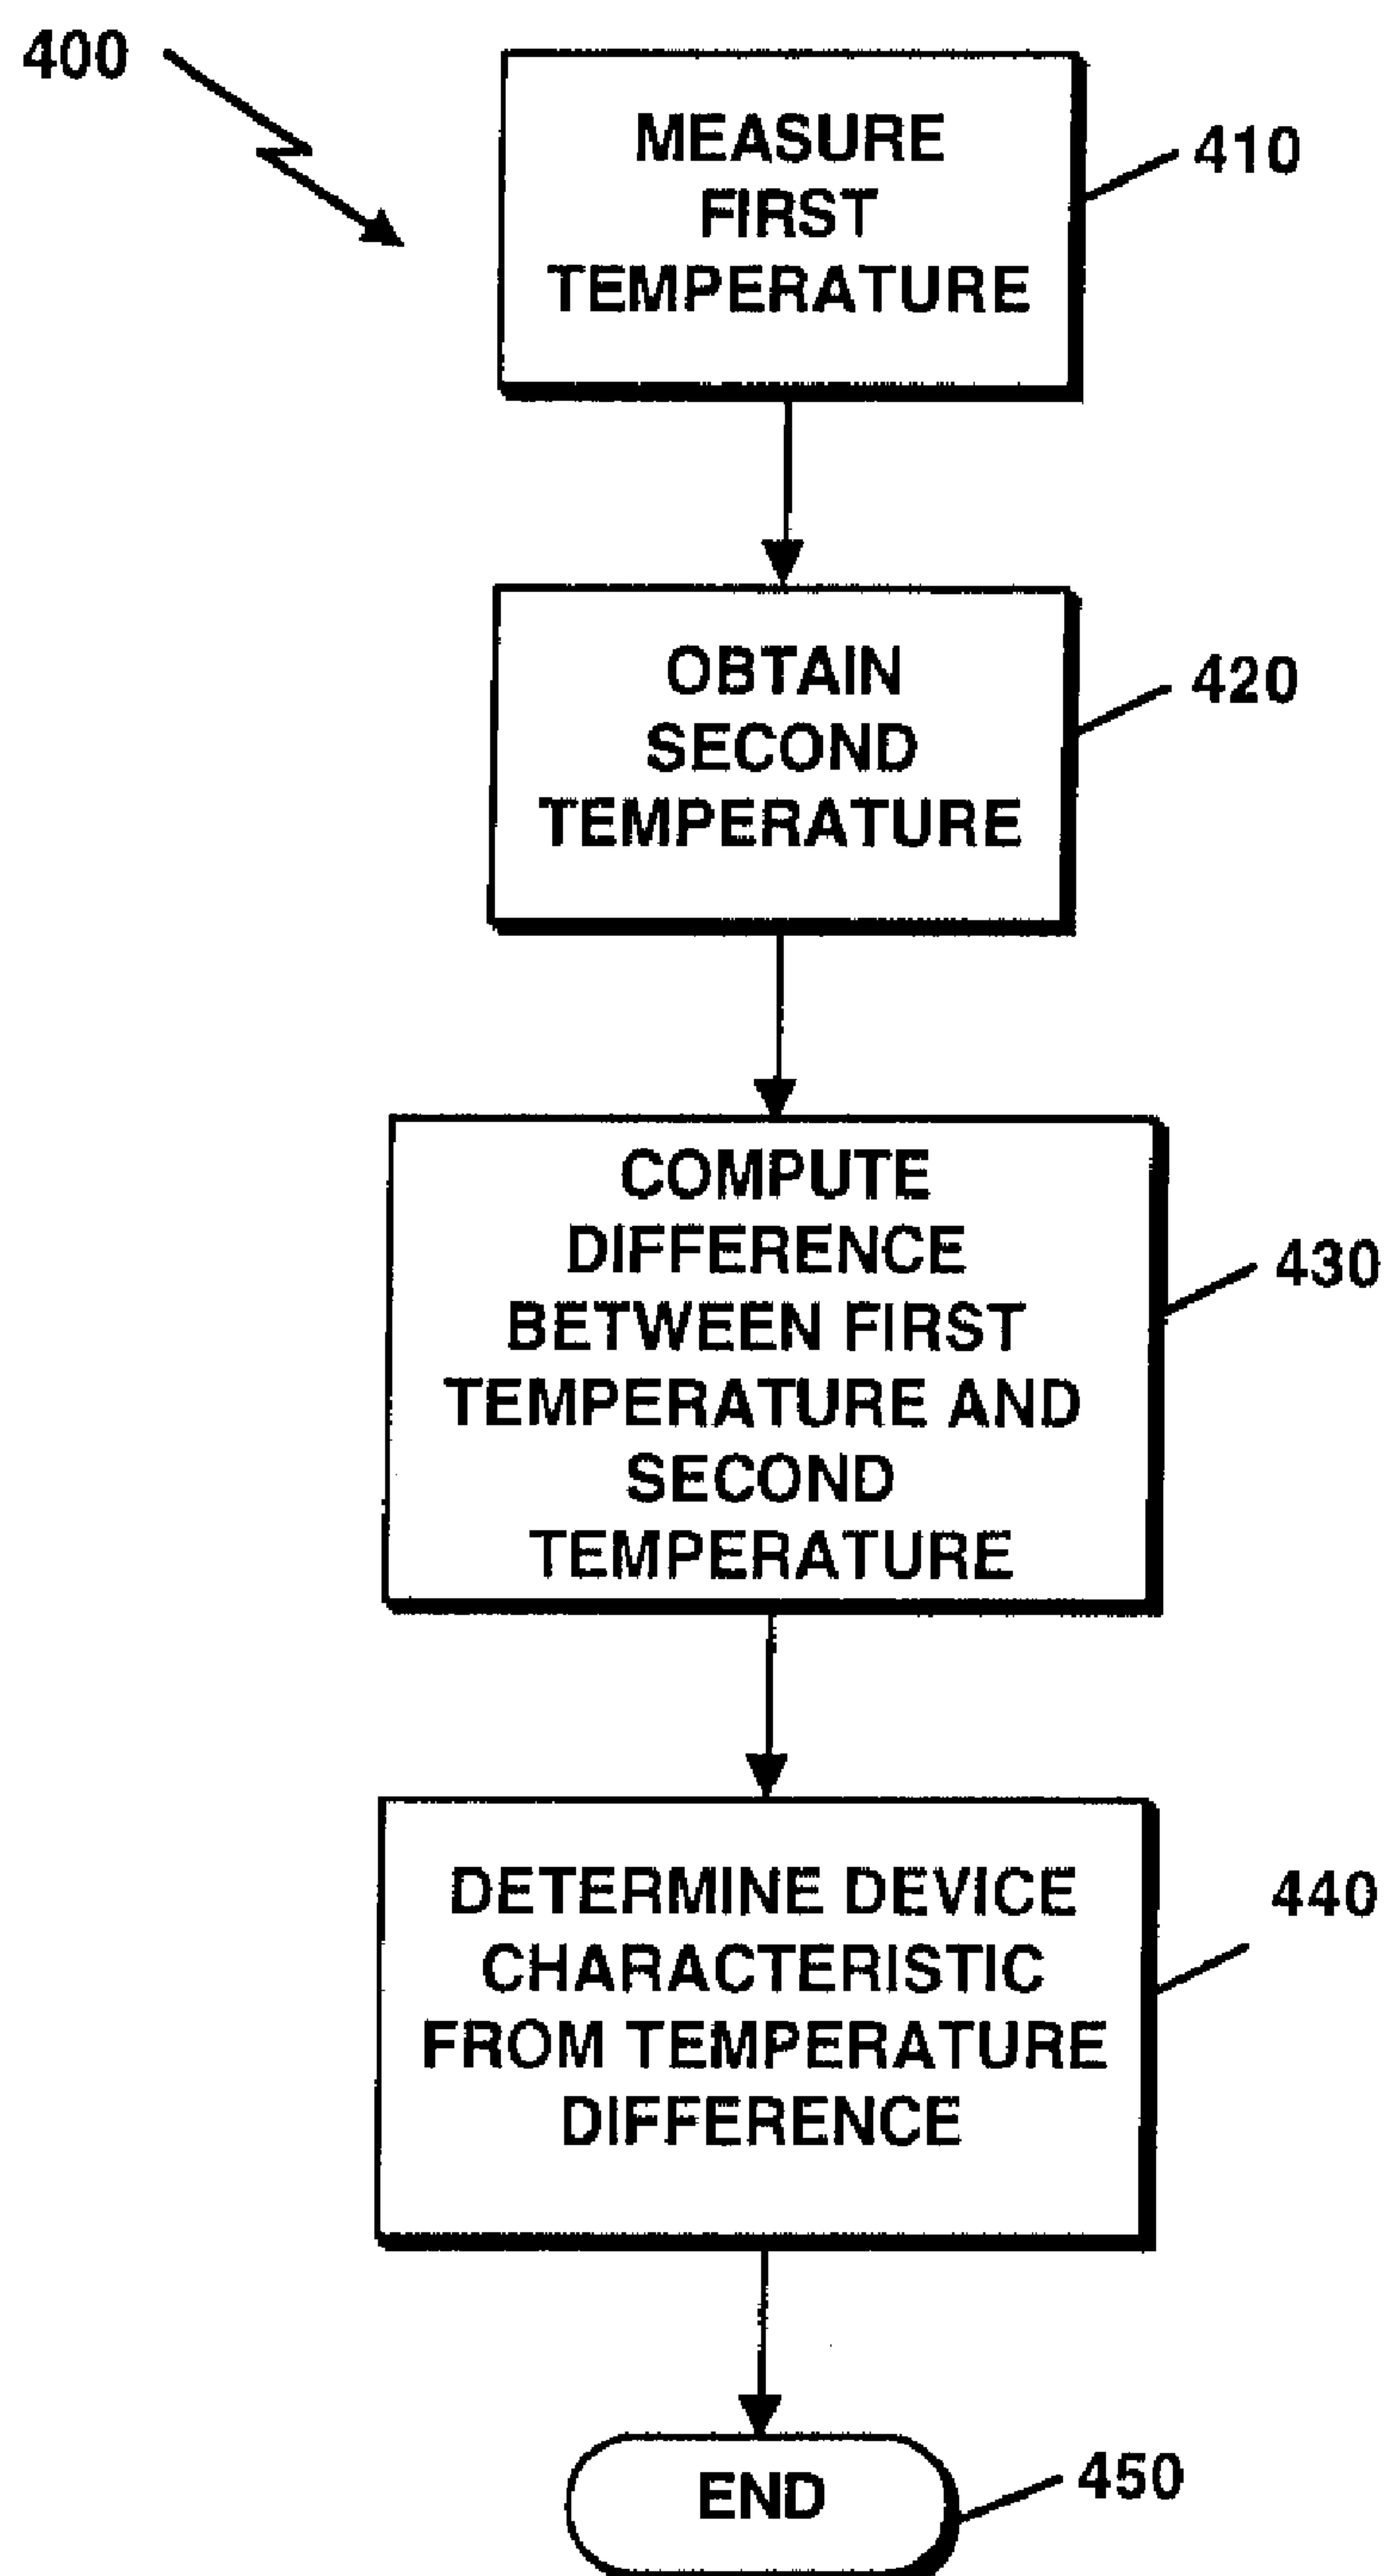 400
MEASURE
FIRST
TEMPERATURE
410
OBTAIN
SECOND
TEMPERATURE
420
COMPUTE
DIFFERENCE
BETWEEN FIRST
TEMPERATURE AND
SECOND
TEMPERATURE
430
DETERMINE DEVICE
CHARACTERISTIC
FROM TEMPERATURE
DIFFERENCE
440
END
450